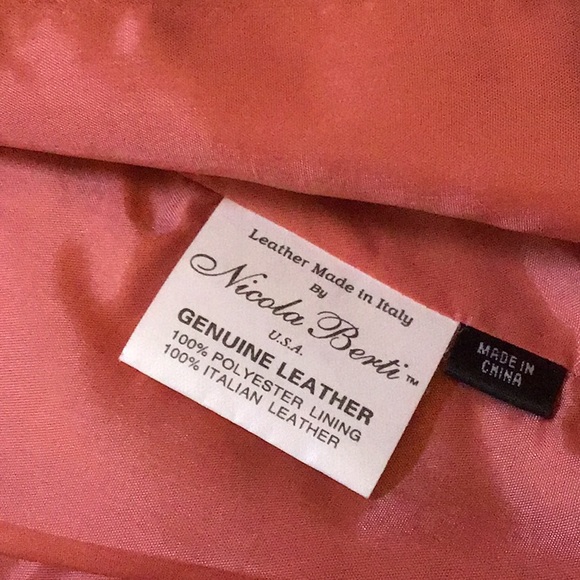 Leather Made in Italy
By
Nicola Berti™
U.S.A.
GENUINE LEATHER
100% POLYESTER LINING
100% ITALIAN LEATHER
MADE IN
CHINA